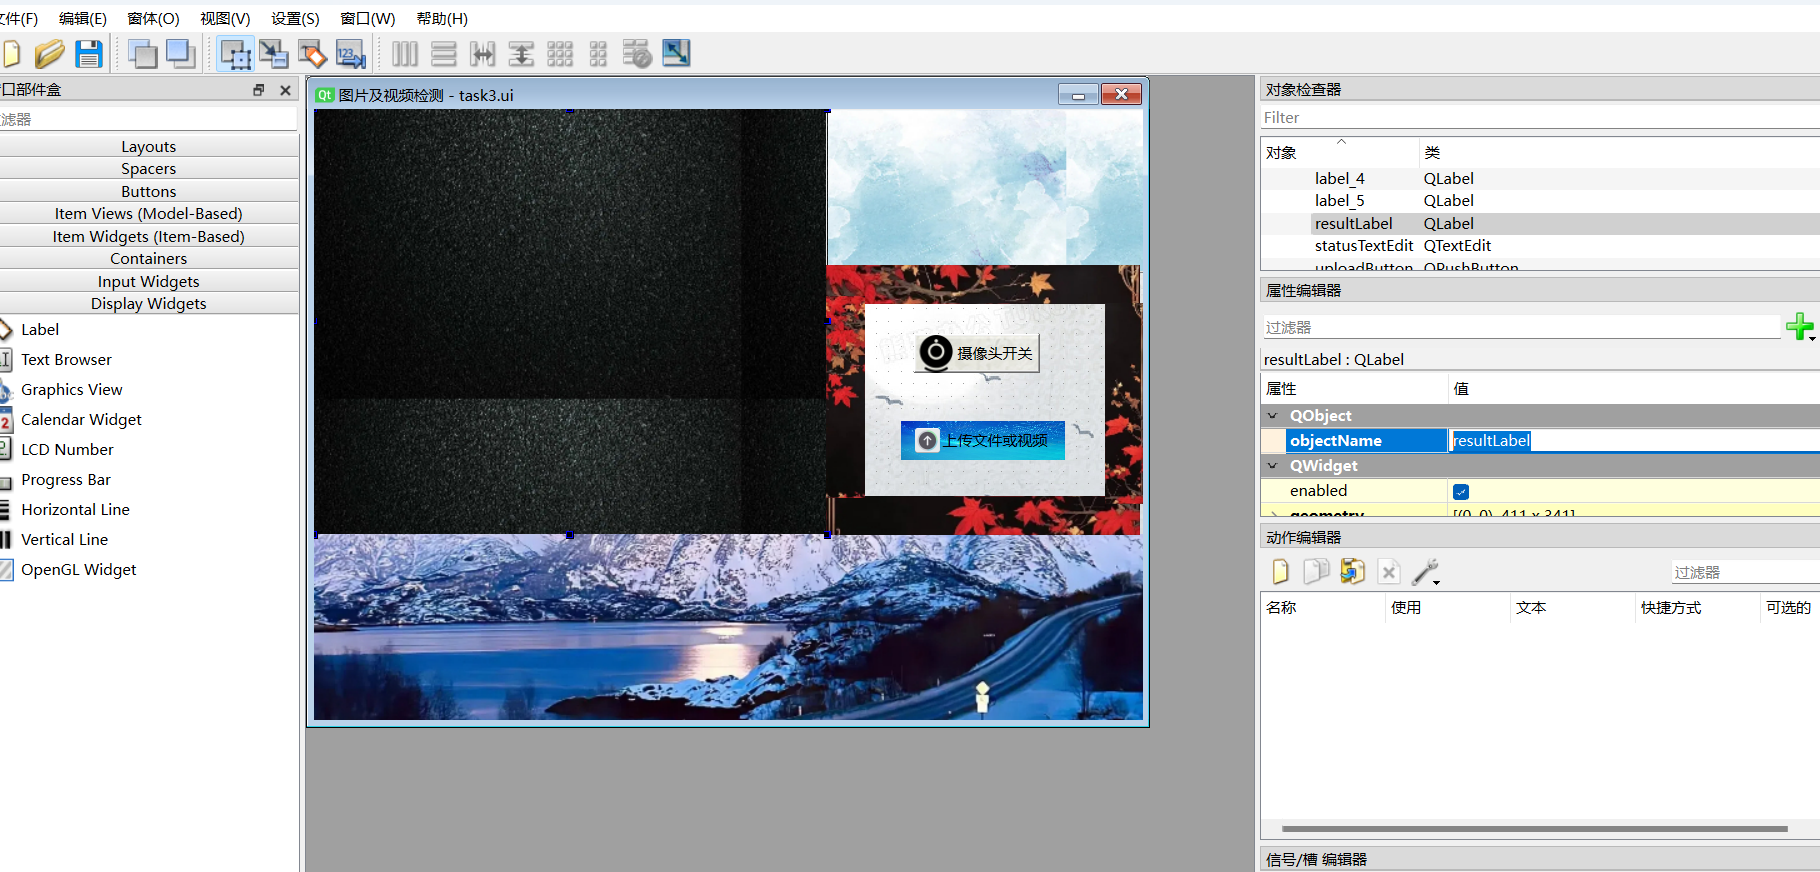 文件(F) 编辑(E) 窗体(O) 视图(V) 设置(S) 窗口(W) 帮助(H)
口部件盒
滤器
Layouts
Spacers
Buttons
Item Views (Model-Based)
Item Widgets (Item-Based)
Containers
Input Widgets
Display Widgets
Label
Text Browser
Graphics View
Calendar Widget
LCD Number
Progress Bar
Horizontal Line
Vertical Line
OpenGL Widget
Qt 图片及视频检测 - task3.ui
摄像头开关
上传文件或视频
对象检查器
Filter
对象 类
label_4 QLabel
label_5 QLabel
resultLabel QLabel
statusTextEdit QTextEdit
uploadButton QPushButton
属性编辑器
过滤器
resultLabel : QLabel
属性 值
QObject
objectName resultLabel
QWidget
enabled
geometry [(0, 0), 411 x 341]
动作编辑器
过滤器
名称 使用 文本 快捷方式 可选的
信号/槽 编辑器